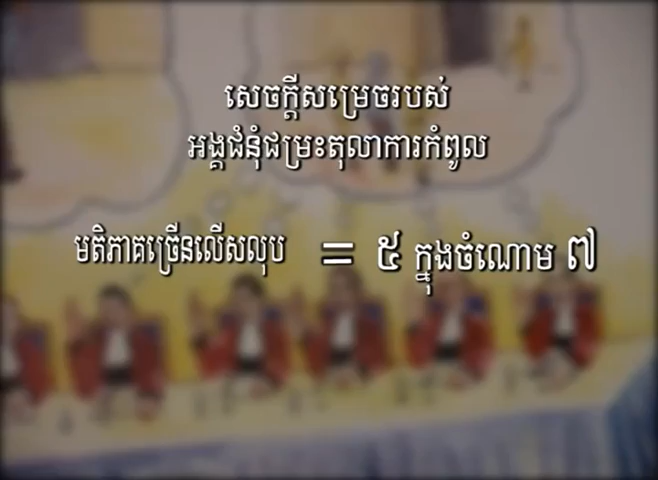 សេចក្តីសម្រេចរបស់
អង្គជំនុំជម្រះតុលាការកំពូល
មតិភាគច្រើនលើសលុប = ៥ ក្នុងចំណោម ៧